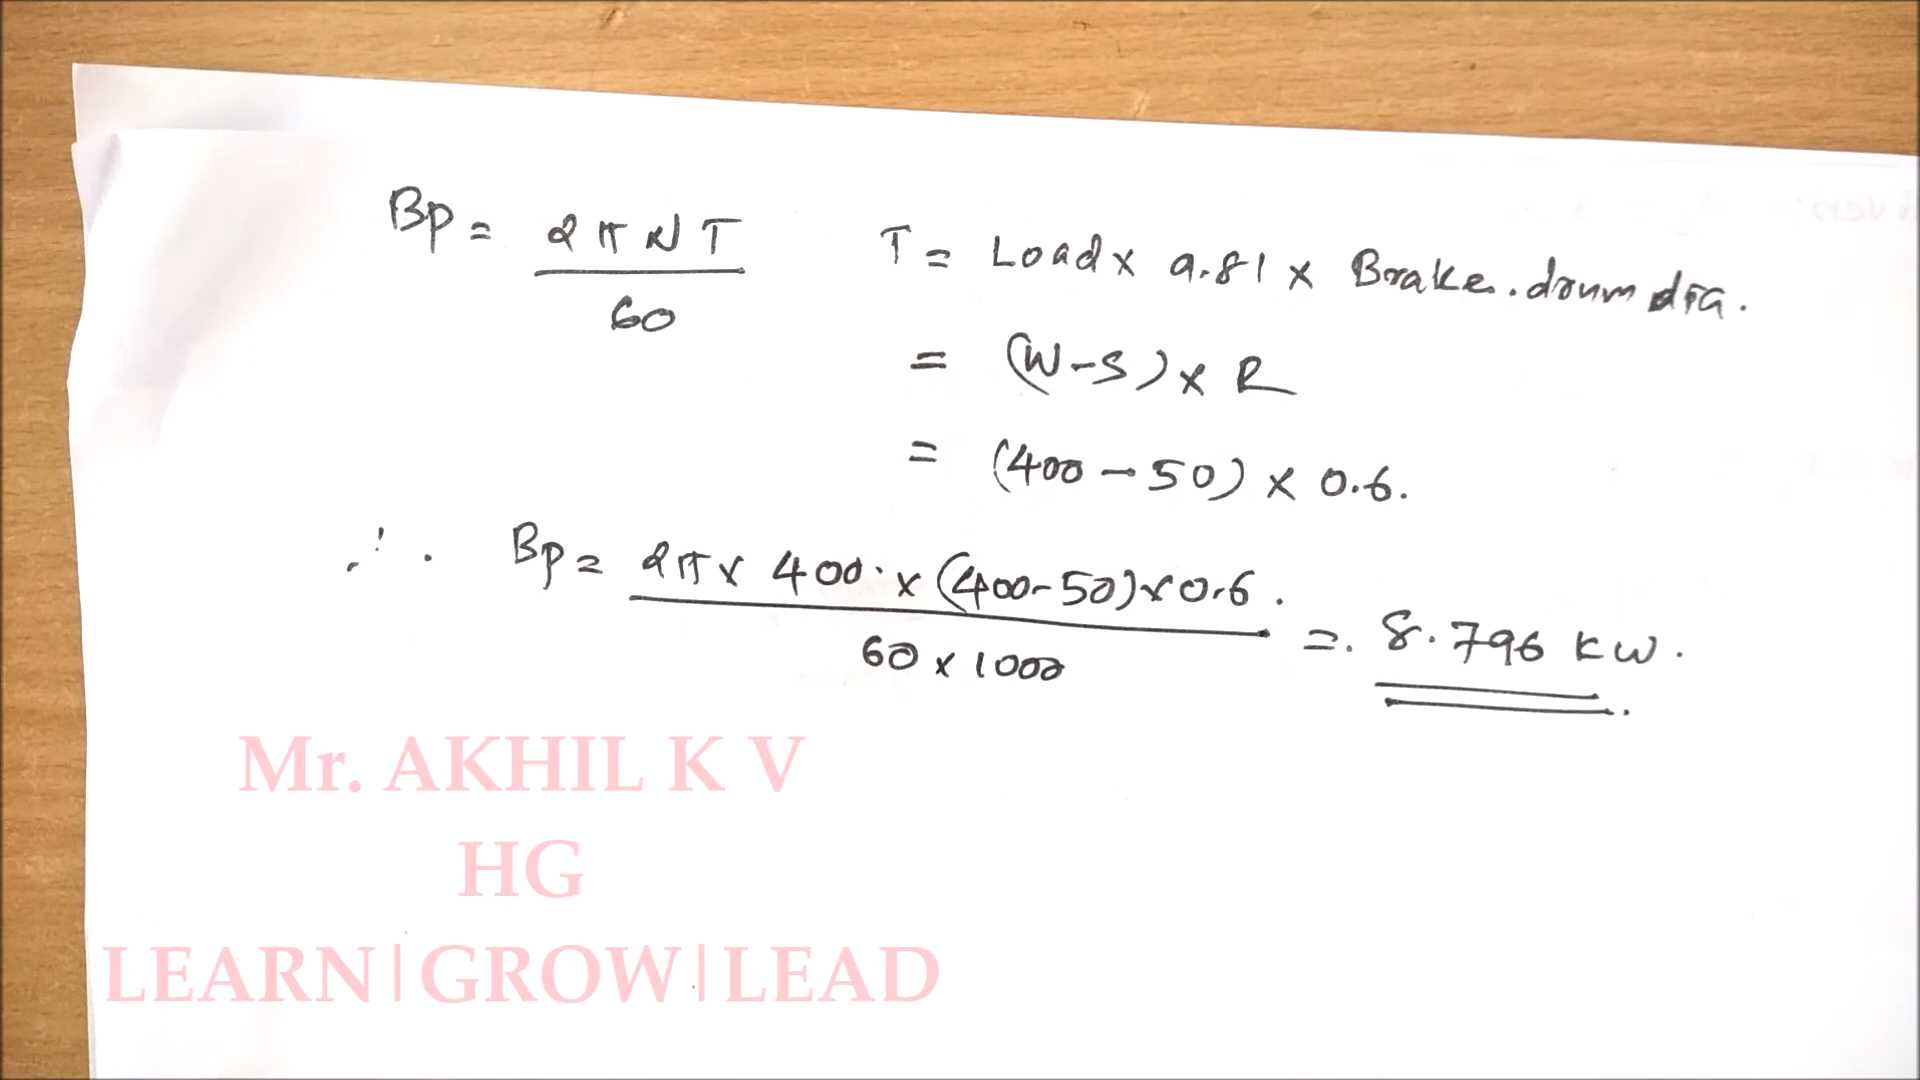 Bp = 2πNT / 60
T = Load x 9.81 x Brake.drum dia.
= (W-S) x R
= (400 - 50) x 0.6.
∴ Bp = 2π x 400 x (400-50) x 0.6. / 60 x 1000 =. 8.796 kw.
Mr. AKHIL K V
HG
LEARN|GROW|LEAD